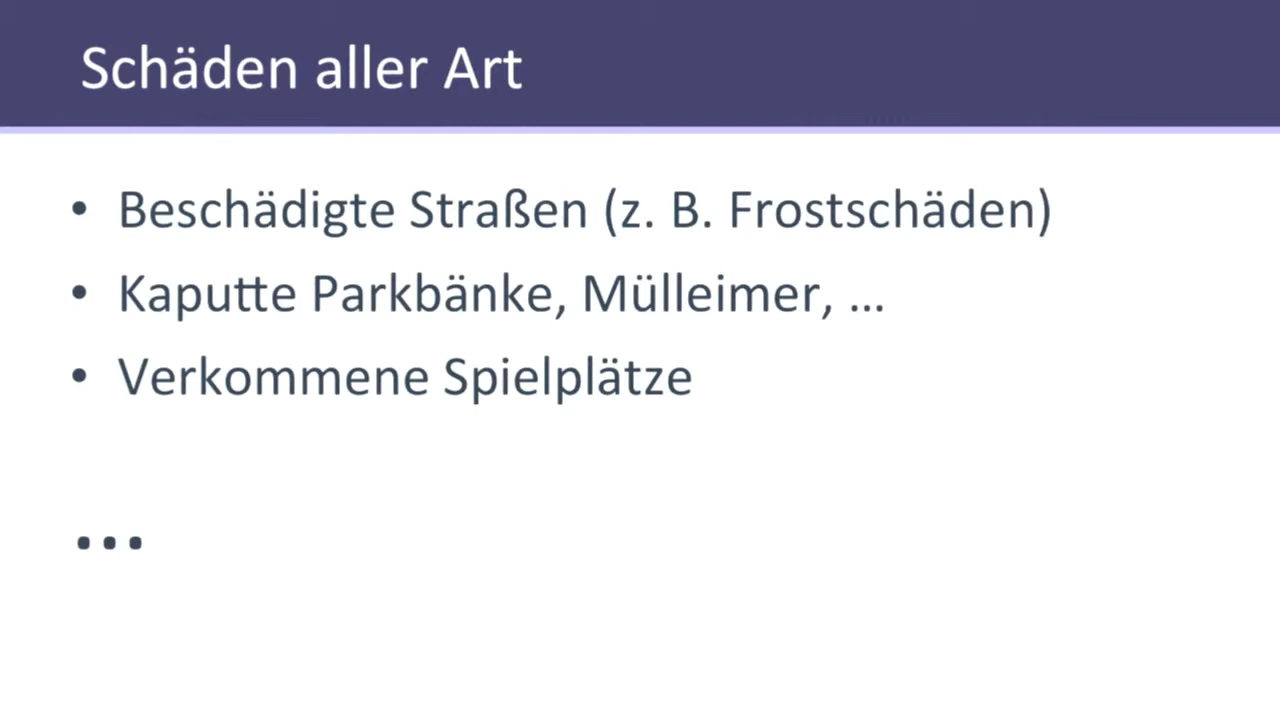 Schäden aller Art
• Beschädigte Straßen (z. B. Frostschäden)
• Kaputte Parkbänke, Mülleimer, ...
• Verkommene Spielplätze
...